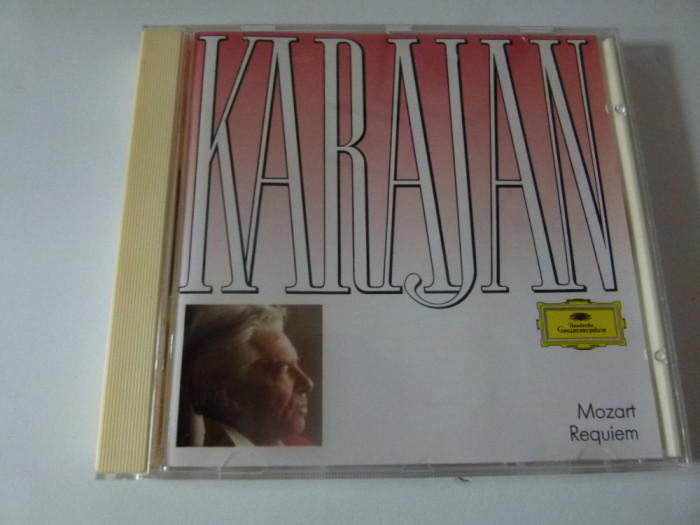 KARAJAN
Deutsche
Grammophon
Mozart
Requiem